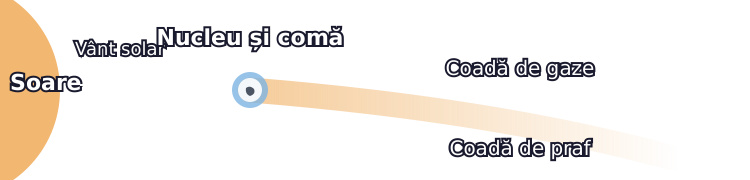 Nucleu și comă
Vânt solar
Soare
Coadă de gaze
Coadă de praf